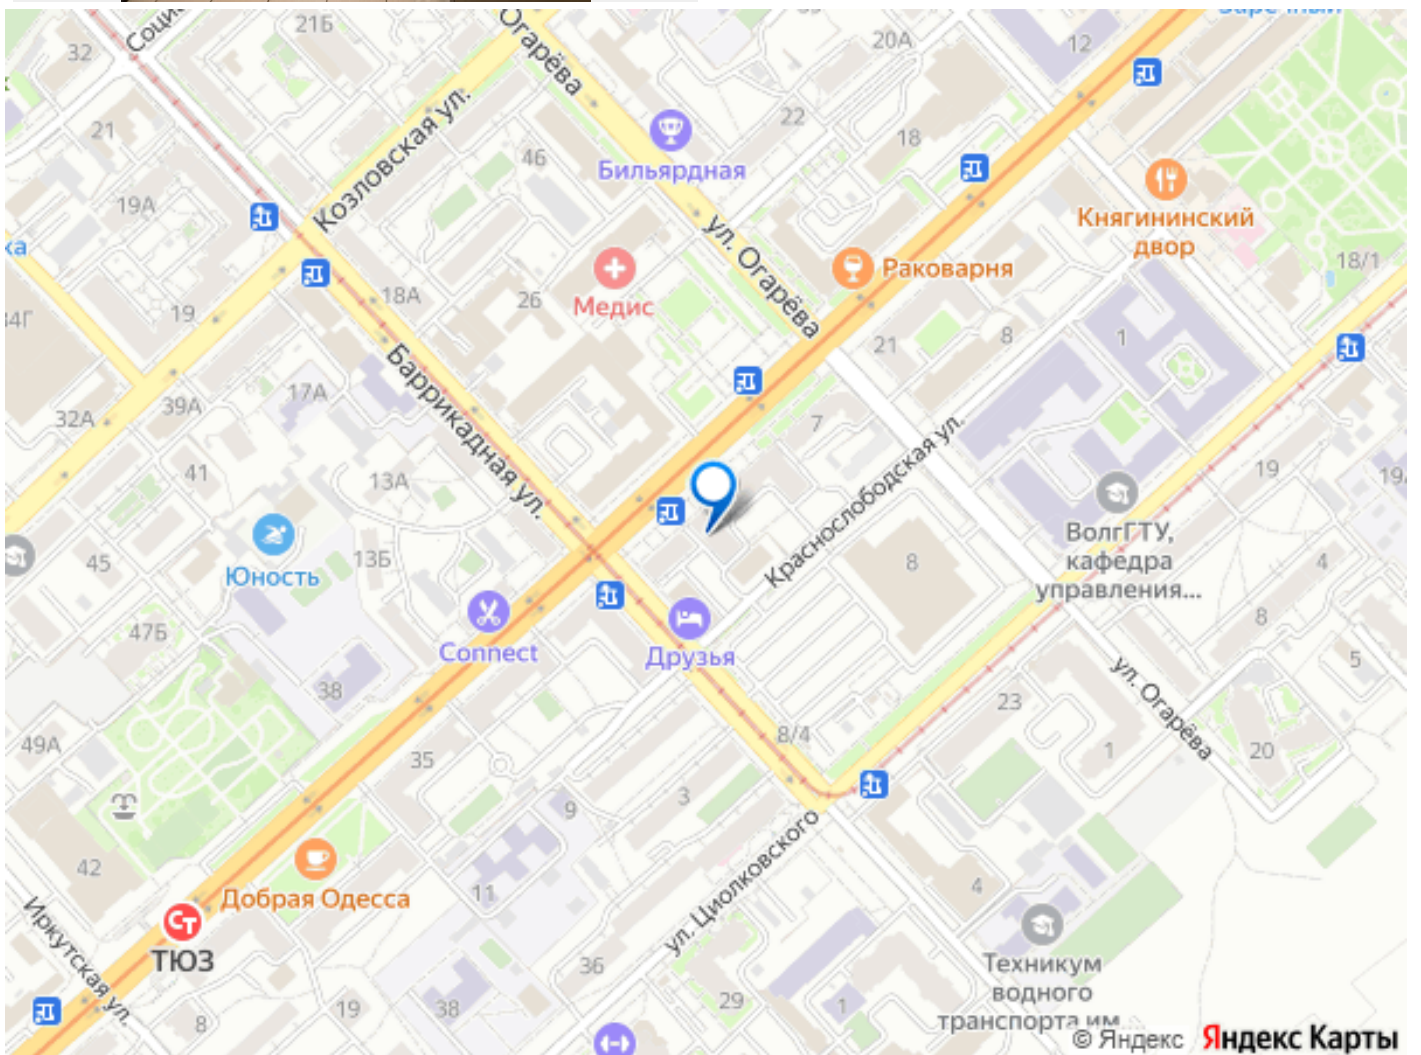 21Б
Огарёва
20А
12
32
21
46
22
18
Козловская ул.
Бильярдная
19А
Княгининский
двор
ул. Огарёва
Раковарня
18/1
Медис
18А
26
19
34Г
21
8
1
Баррикадная ул.
17А
39А
32А
7
41
13А
19
Краснослободская ул.
ВолгГТУ,
кафедра
управления...
45
13Б
Юность
8
4
8
47Б
Connect
Друзья
5
38
ул. Огарёва
23
49А
35
8/4
1
20
9
3
42
11
ул. Циолковского
4
Добрая Одесса
Ст
ТЮЗ
Иркутская ул.
36
Техникум
водного
транспорта им....
8
19
38
29
1
© Яндекс Яндекс Карты